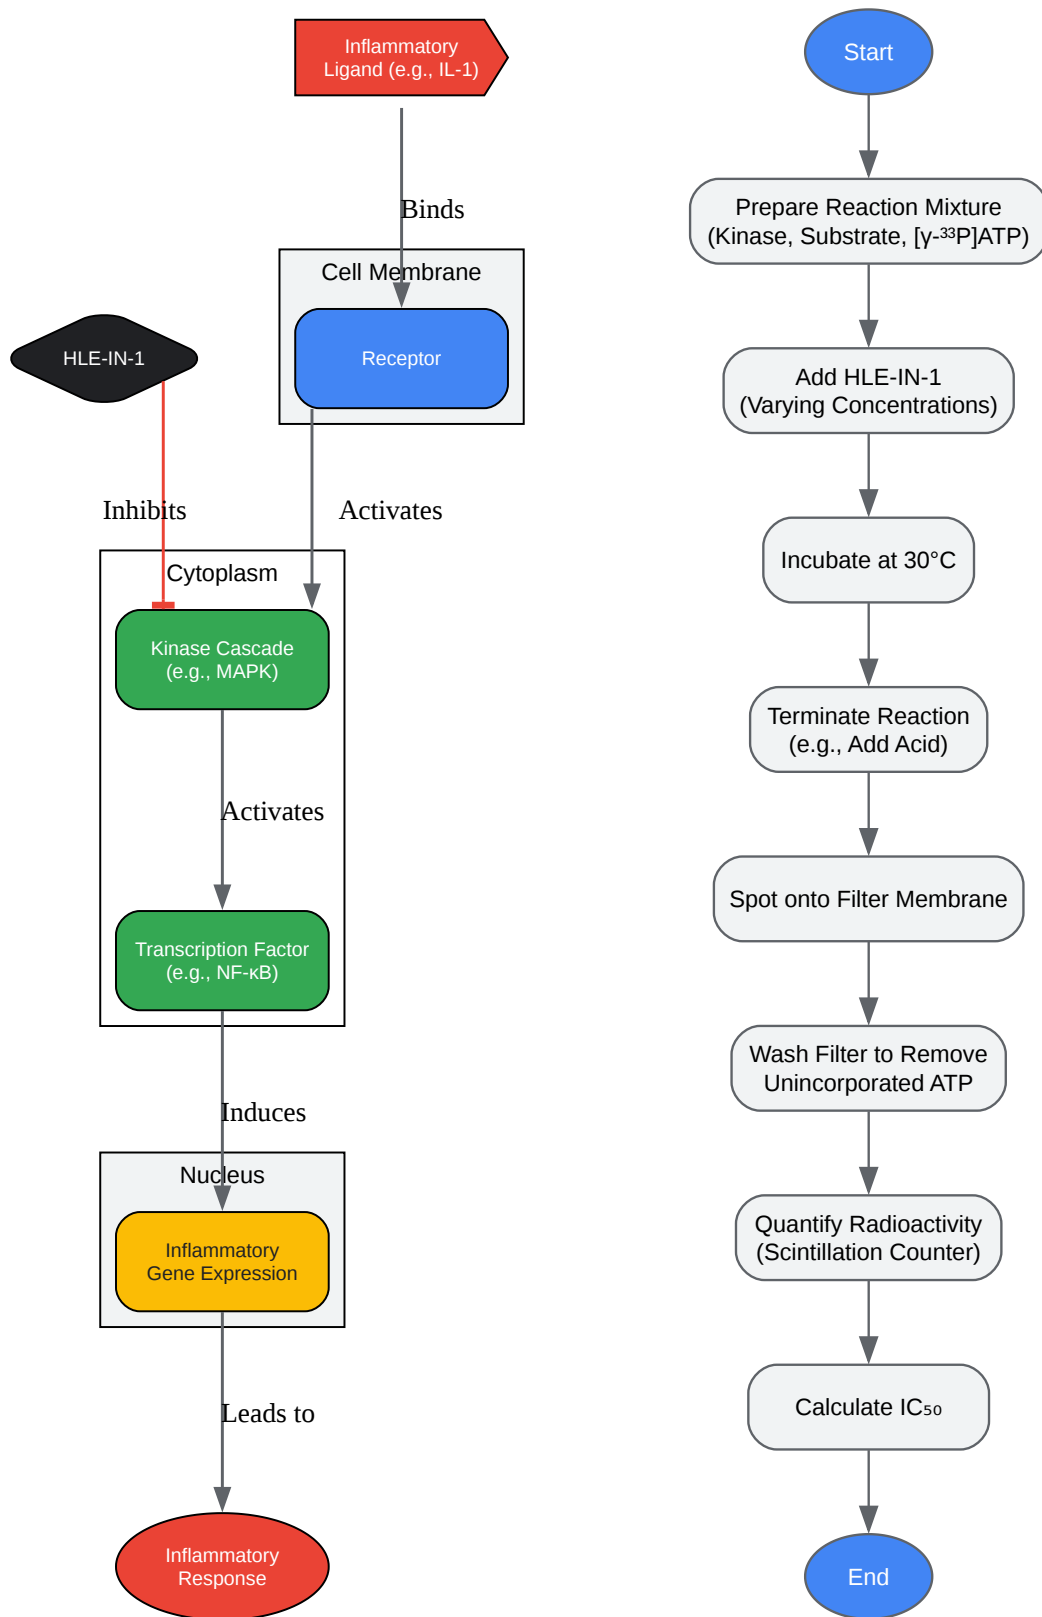 Inflammatory
Ligand (e.g., IL-1)
Binds
Cell Membrane
Receptor
HLE-IN-1
Inhibits
Activates
Cytoplasm
Kinase Cascade
(e.g., MAPK)
Activates
Transcription Factor
(e.g., NF-κB)
Induces
Nucleus
Inflammatory
Gene Expression
Leads to
Inflammatory
Response
Start
Prepare Reaction Mixture
(Kinase, Substrate, [γ-³³P]ATP)
Add HLE-IN-1
(Varying Concentrations)
Incubate at 30°C
Terminate Reaction
(e.g., Add Acid)
Spot onto Filter Membrane
Wash Filter to Remove
Unincorporated ATP
Quantify Radioactivity
(Scintillation Counter)
Calculate IC₅₀
End